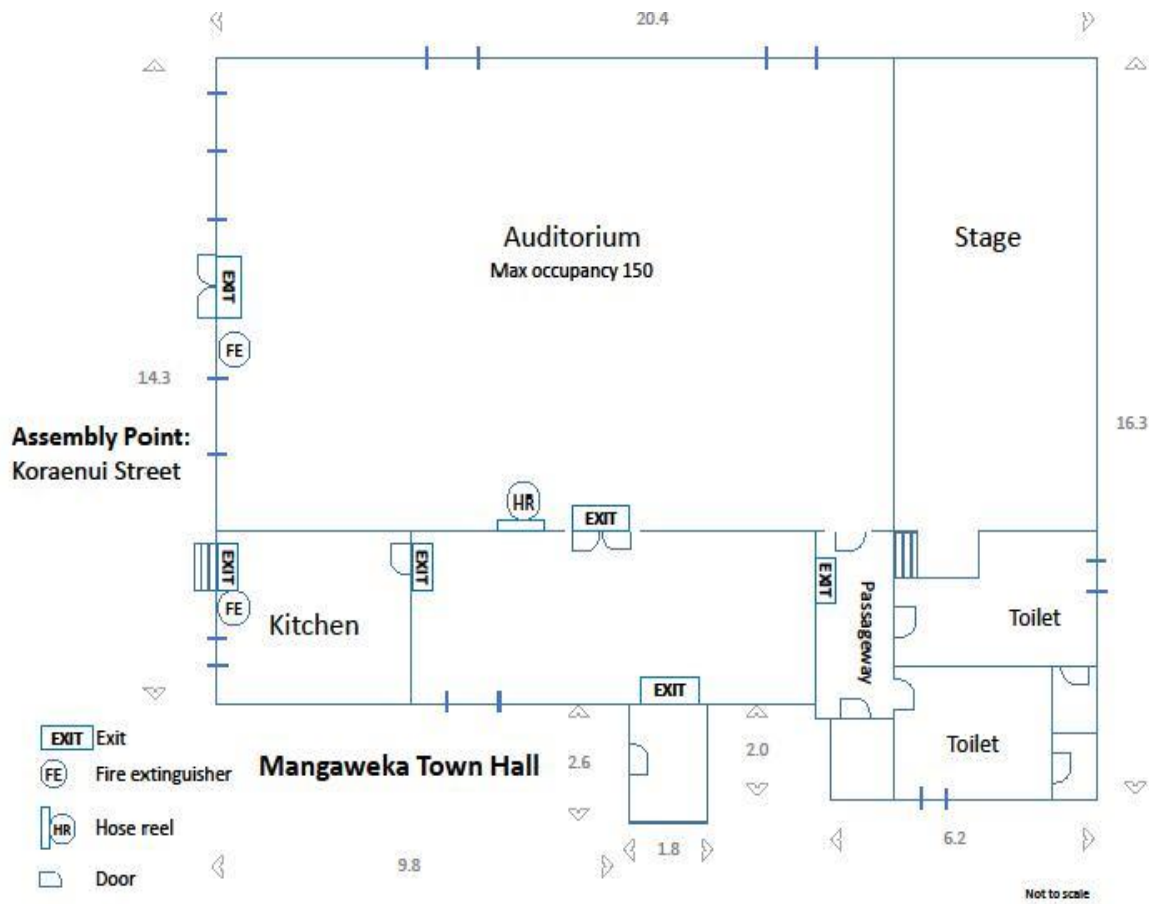 20.4
Auditorium
Max occupancy 150
Stage
EXIT
FE
14.3
16.3
Assembly Point:
Koraenui Street
HR
EXIT
EXIT
FE
Kitchen
EXIT
EXIT
Passageway
Toilet
EXIT
Toilet
EXIT Exit
FE Fire extinguisher
HR Hose reel
Door
Mangaweka Town Hall
2.6
2.0
1.8
6.2
9.8
Not to scale